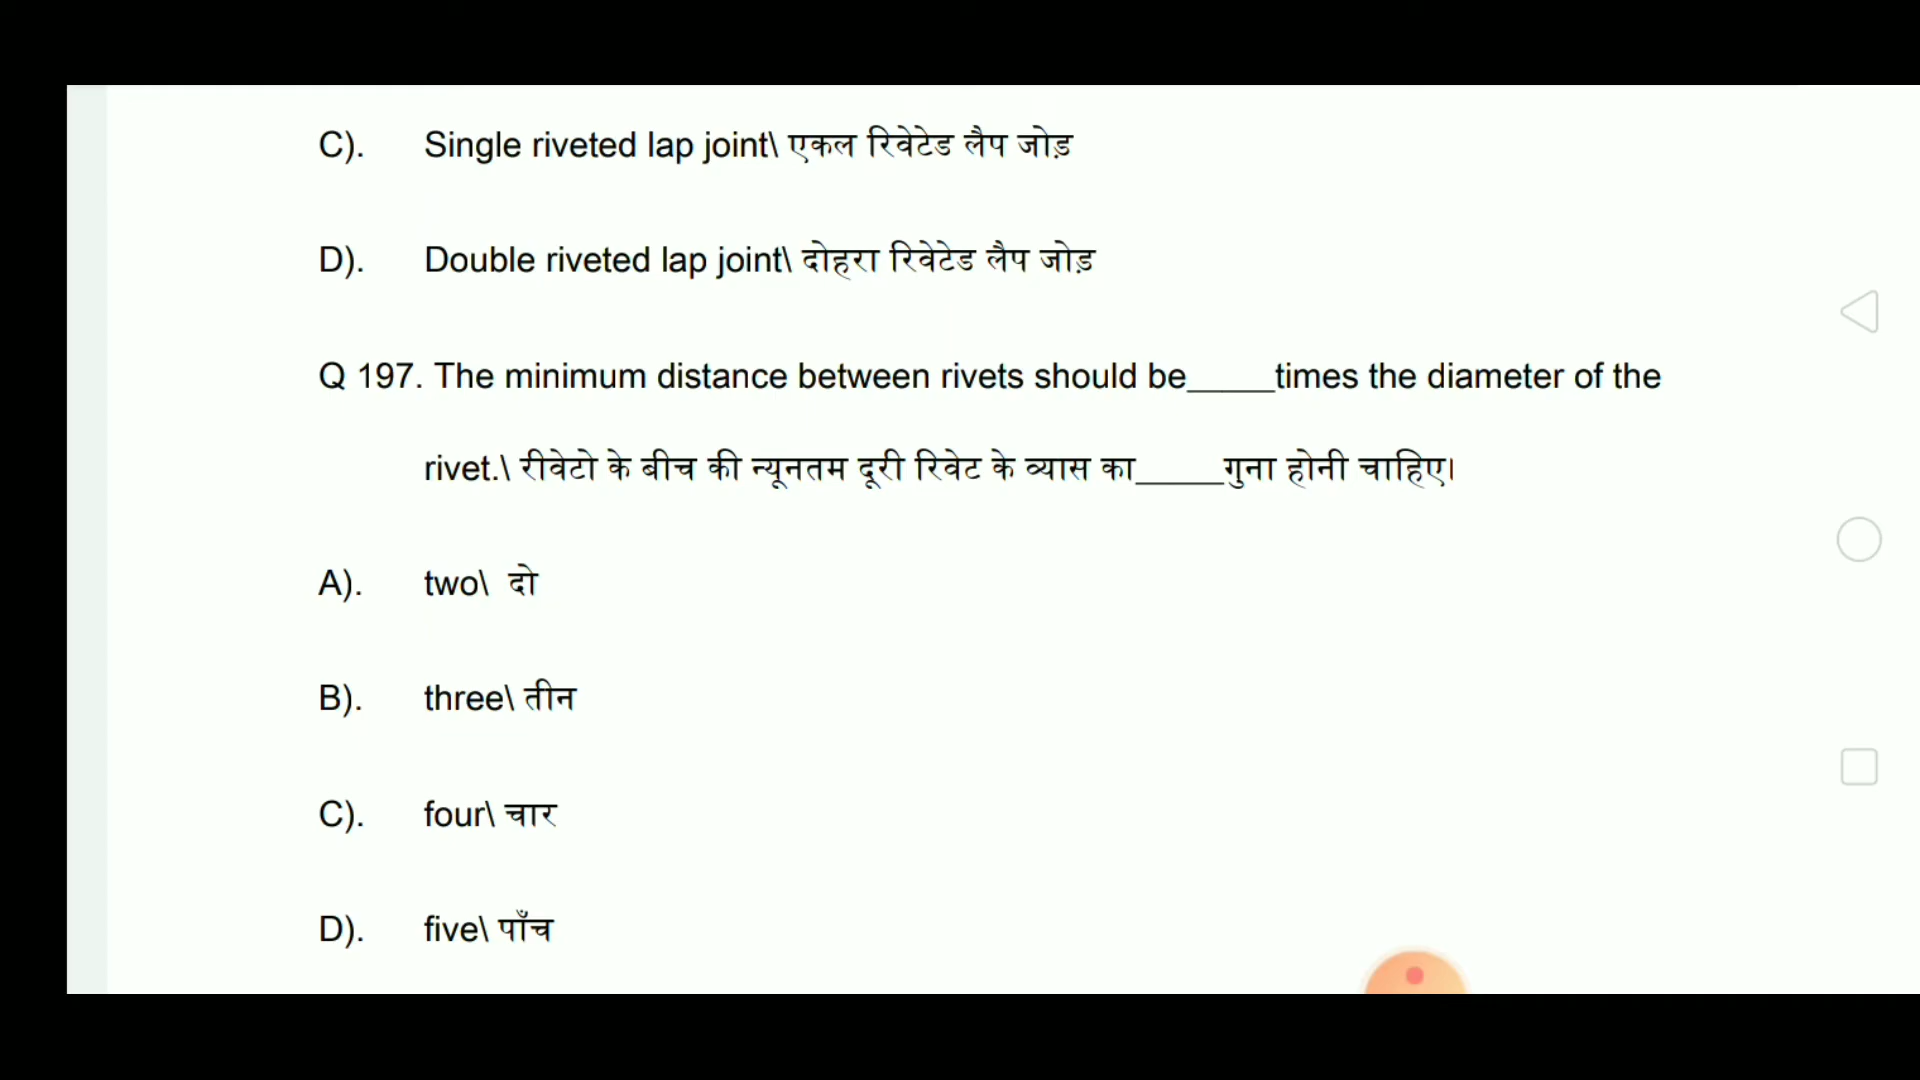 C). Single riveted lap joint\ एकल रिवेटेड लैप जोड़
D). Double riveted lap joint\ दोहरा रिवेटेड लैप जोड़
Q 197. The minimum distance between rivets should be_____times the diameter of the
rivet.\ रीवेटो के बीच की न्यूनतम दूरी रिवेट के व्यास का_____गुना होनी चाहिए।
A). two\ दो
B). three\ तीन
C). four\ चार
D). five\ पाँच